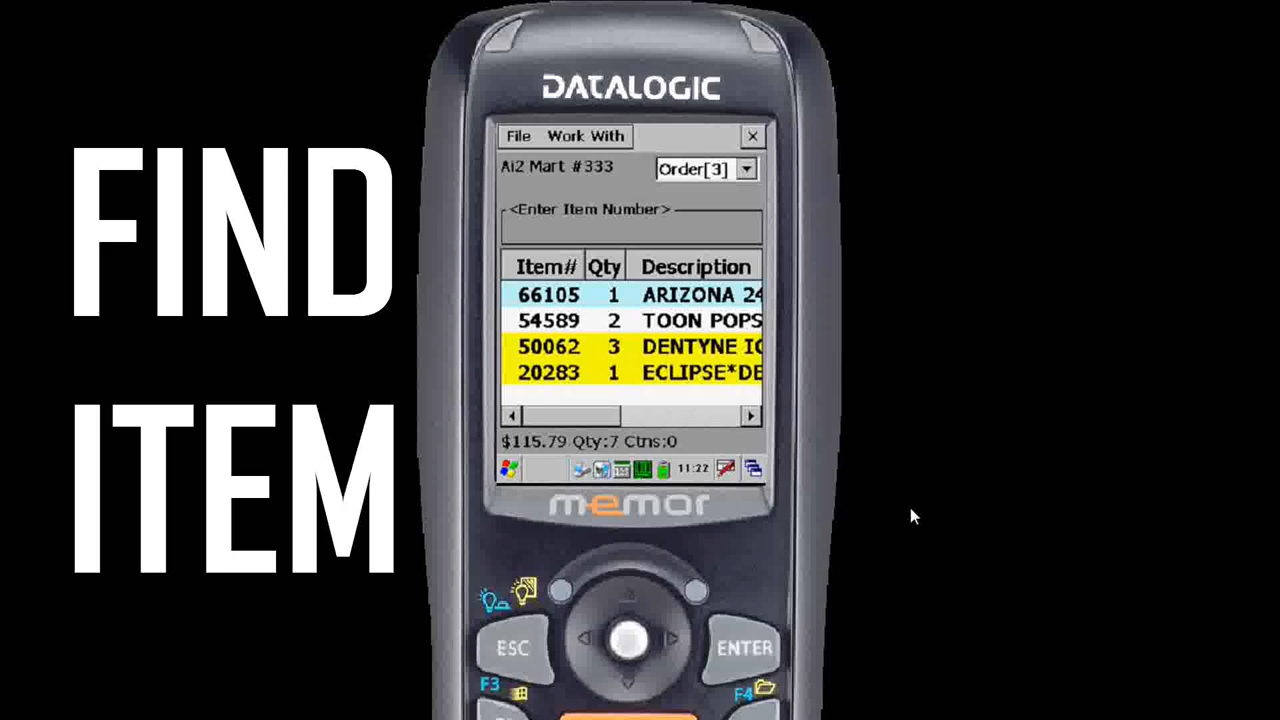 FIND
ITEM
DATALOGIC
File Work With
Ai2 Mart #333 Order[3]
<Enter Item Number>
Item# Qty Description
66105 1 ARIZONA 24
54589 2 TOON POPS
50062 3 DENTYNE IC
20283 1 ECLIPSE*DE
$115.79 Qty:7 Ctns:0
11:22
memor
ESC ENTER
F3 F4